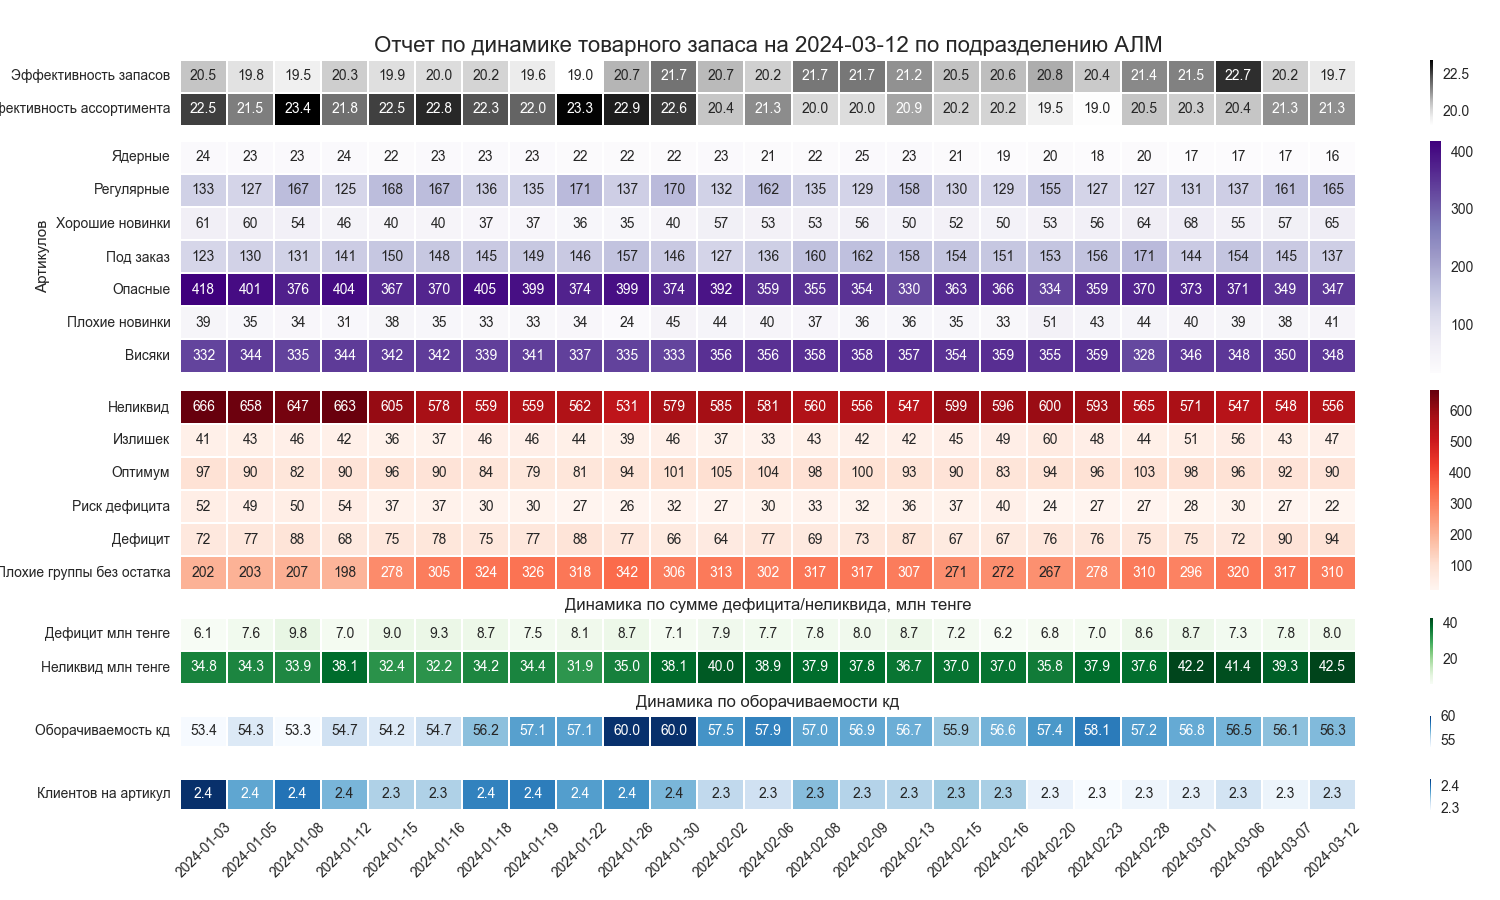 Отчет по динамике товарного запаса на 2024-03-12 по подразделению АЛМ
Эффективность запасов 20.5 19.8 19.5 20.3 19.9 20.0 20.2 19.6 19.0 20.7 21.7 20.7 20.2 21.7 21.7 21.2 20.5 20.6 20.8 20.4 21.4 21.5 22.7 20.2 19.7 22.5
фективность ассортимента 22.5 21.5 23.4 21.8 22.5 22.8 22.3 22.0 23.3 22.9 22.6 20.4 21.3 20.0 20.0 20.9 20.2 20.2 19.5 19.0 20.5 20.3 20.4 21.3 21.3 20.0
Артикулов
Ядерные 24 23 23 24 22 23 23 23 22 22 22 23 21 22 25 23 21 19 20 18 20 17 17 17 16 400
Регулярные 133 127 167 125 168 167 136 135 171 137 170 132 162 135 129 158 130 129 155 127 127 131 137 161 165
Хорошие новинки 61 60 54 46 40 40 37 37 36 35 40 57 53 53 56 50 52 50 53 56 64 68 55 57 65 300
Под заказ 123 130 131 141 150 148 145 149 146 157 146 127 136 160 162 158 154 151 153 156 171 144 154 145 137 200
Опасные 418 401 376 404 367 370 405 399 374 399 374 392 359 355 354 330 363 366 334 359 370 373 371 349 347
Плохие новинки 39 35 34 31 38 35 33 33 34 24 45 44 40 37 36 36 35 33 51 43 44 40 39 38 41 100
Висяки 332 344 335 344 342 342 339 341 337 335 333 356 356 358 358 357 354 359 355 359 328 346 348 350 348
Неликвид 666 658 647 663 605 578 559 559 562 531 579 585 581 560 556 547 599 596 600 593 565 571 547 548 556 600
Излишек 41 43 46 42 36 37 46 46 44 39 46 37 33 43 42 42 45 49 60 48 44 51 56 43 47 500
Оптимум 97 90 82 90 96 90 84 79 81 94 101 105 104 98 100 93 90 83 94 96 103 98 96 92 90 400
Риск дефицита 52 49 50 54 37 37 30 30 27 26 32 27 30 33 32 36 37 40 24 27 27 28 30 27 22 300
Дефицит 72 77 88 68 75 78 75 77 88 77 66 64 77 69 73 87 67 67 76 76 75 75 72 90 94 200
Плохие группы без остатка 202 203 207 198 278 305 324 326 318 342 306 313 302 317 317 307 271 272 267 278 310 296 320 317 310 100
Динамика по сумме дефицита/неликвида, млн тенге
Дефицит млн тенге 6.1 7.6 9.8 7.0 9.0 9.3 8.7 7.5 8.1 8.7 7.1 7.9 7.7 7.8 8.0 8.7 7.2 6.2 6.8 7.0 8.6 8.7 7.3 7.8 8.0 40
Неликвид млн тенге 34.8 34.3 33.9 38.1 32.4 32.2 34.2 34.4 31.9 35.0 38.1 40.0 38.9 37.9 37.8 36.7 37.0 37.0 35.8 37.9 37.6 42.2 41.4 39.3 42.5 20
Динамика по оборачиваемости кд
Оборачиваемость кд 53.4 54.3 53.3 54.7 54.2 54.7 56.2 57.1 57.1 60.0 60.0 57.5 57.9 57.0 56.9 56.7 55.9 56.6 57.4 58.1 57.2 56.8 56.5 56.1 56.3 60
55
Клиентов на артикул 2.4 2.4 2.4 2.4 2.3 2.3 2.4 2.4 2.4 2.4 2.4 2.3 2.3 2.3 2.3 2.3 2.3 2.3 2.3 2.3 2.3 2.3 2.3 2.3 2.3 2.4
2.3
2024-01-03 2024-01-05 2024-01-08 2024-01-12 2024-01-15 2024-01-16 2024-01-18 2024-01-19 2024-01-22 2024-01-26 2024-01-30 2024-02-02 2024-02-06 2024-02-08 2024-02-09 2024-02-13 2024-02-15 2024-02-16 2024-02-20 2024-02-23 2024-02-28 2024-03-01 2024-03-06 2024-03-07 2024-03-12